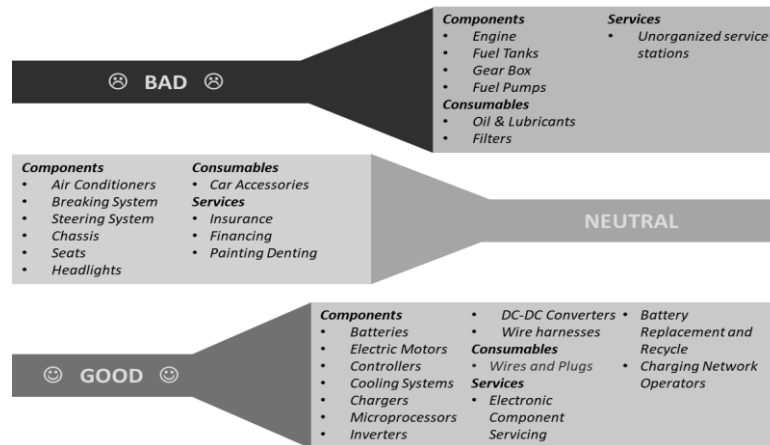 ☹ BAD ☹
Components
• Engine
• Fuel Tanks
• Gear Box
• Fuel Pumps
Consumables
• Oil & Lubricants
• Filters
Services
• Unorganized service
stations
Components
• Air Conditioners
• Breaking System
• Steering System
• Chassis
• Seats
• Headlights
Consumables
• Car Accessories
Services
• Insurance
• Financing
• Painting Denting
NEUTRAL
☺ GOOD ☺
Components
• Batteries
• Electric Motors
• Controllers
• Cooling Systems
• Chargers
• Microprocessors
• Inverters
• DC-DC Converters
• Wire harnesses
Consumables
• Wires and Plugs
Services
• Electronic
Component
Servicing
• Battery
Replacement and
Recycle
• Charging Network
Operators